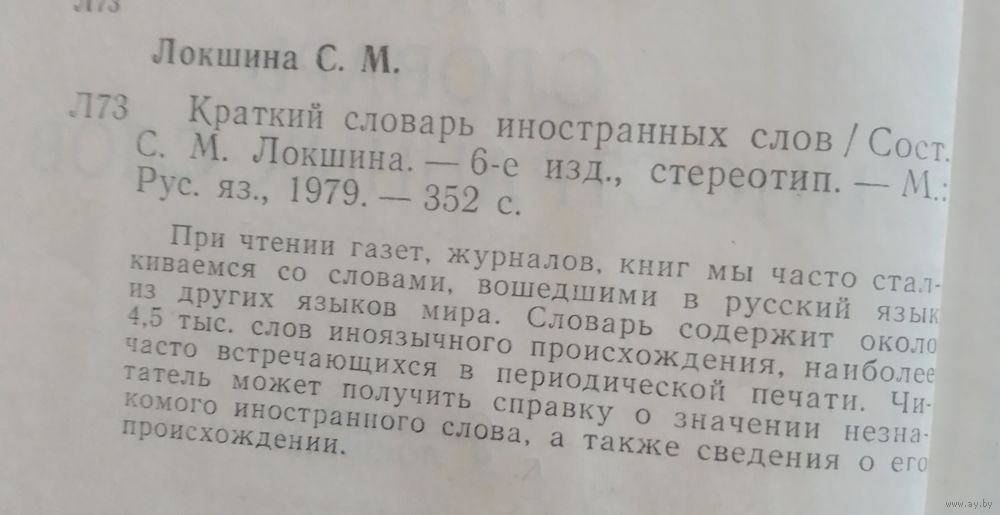 Л73
Локшина С. М.
Л73 Краткий словарь иностранных слов / Сост.
С. М. Локшина. — 6-е изд., стереотип. — М.:
Рус. яз., 1979. — 352 с.
При чтении газет, журналов, книг мы часто стал-
киваемся со словами, вошедшими в русский язык
из других языков мира. Словарь содержит около
4,5 тыс. слов иноязычного происхождения, наиболее
часто встречающихся в периодической печати. Чи-
татель может получить справку о значении незна-
комого иностранного слова, а также сведения о его
происхождении.
www.ay.by